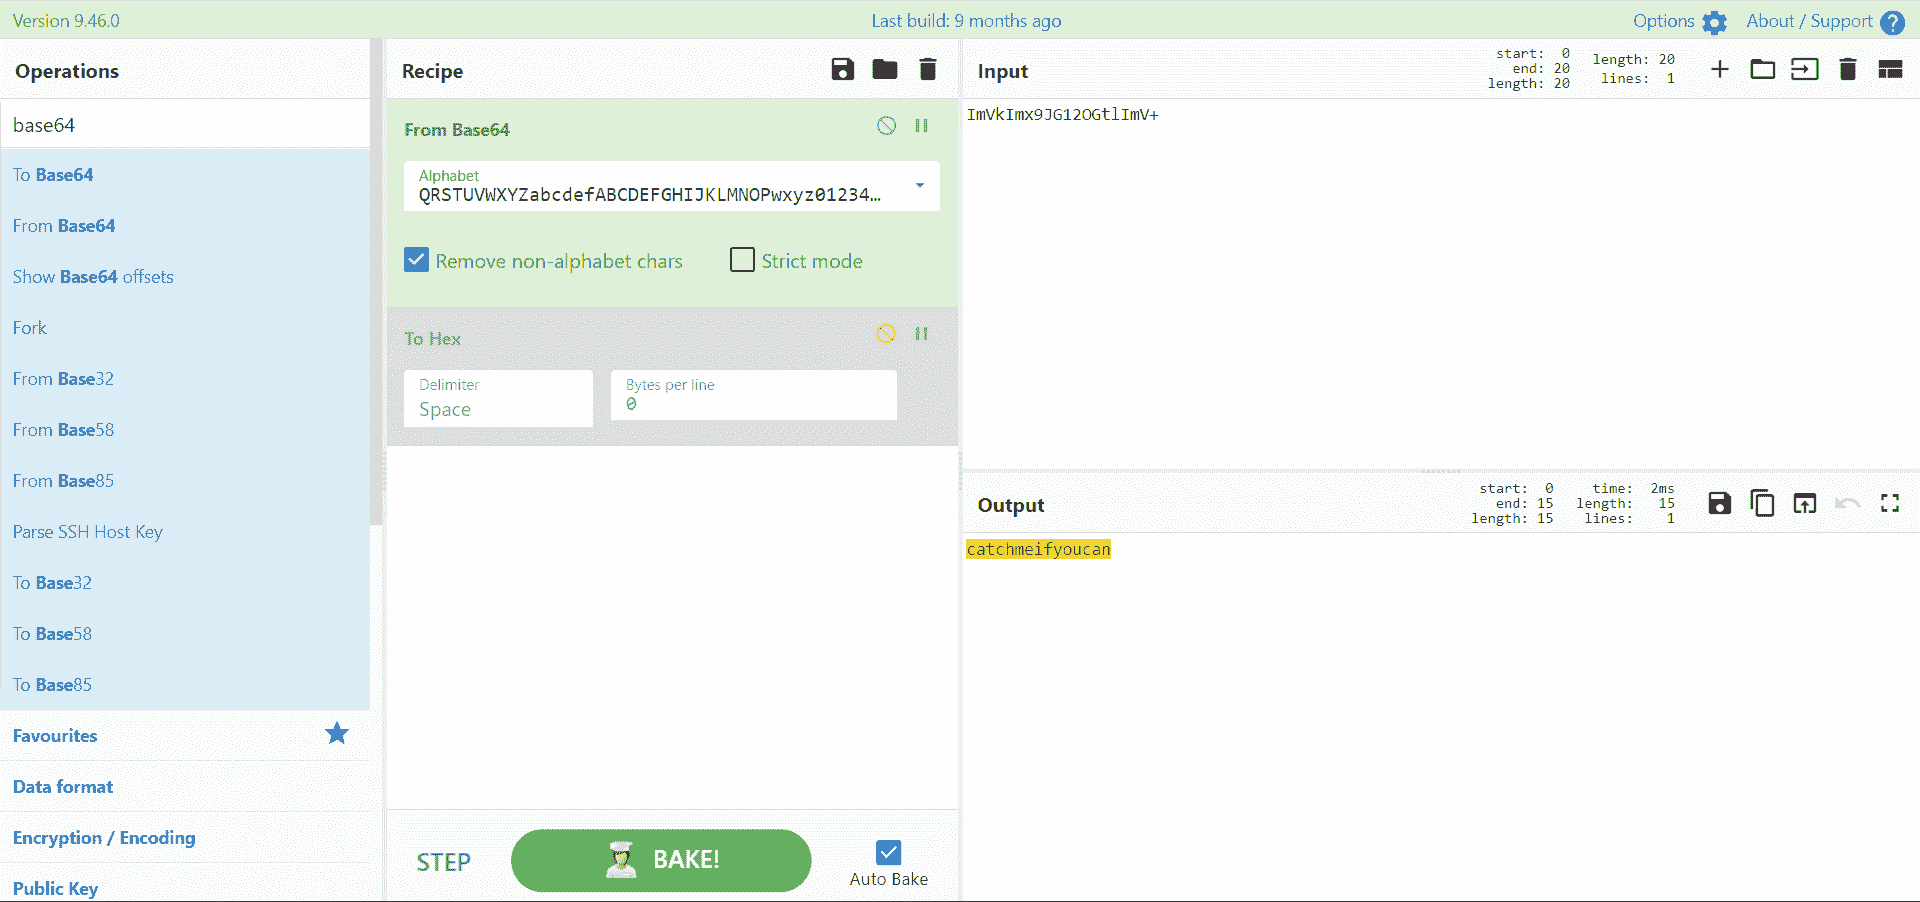 Version 9.46.0
Last build: 9 months ago
Options
About / Support
Operations
base64
To Base64
From Base64
Show Base64 offsets
Fork
From Base32
From Base58
From Base85
Parse SSH Host Key
To Base32
To Base58
To Base85
Favourites
Data format
Encryption / Encoding
Public Key
Recipe
From Base64
Alphabet
QRSTUVWXYZabcdefABCDEFGHIJKLMNOPwxyz01234…
Remove non-alphabet chars
Strict mode
To Hex
Delimiter
Space
Bytes per line
0
STEP
BAKE!
Auto Bake
Input
start: 0
end: 20
length: 20
length: 20
lines: 1
ImVkImx9JG12OGtlImV+
Output
start: 0
end: 15
length: 15
time: 2ms
length: 15
lines: 1
catchmeifyoucan